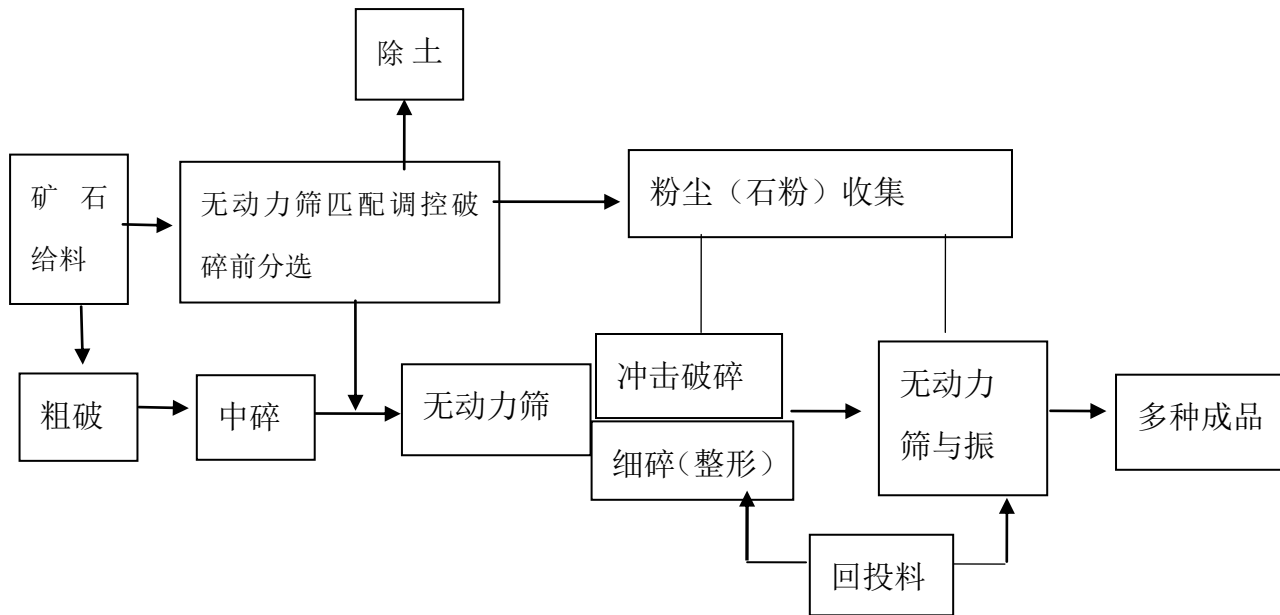 除 土
矿 石
给料
无动力筛匹配调控破
碎前分选
粉尘（石粉）收集
粗破
中碎
无动力筛
冲击破碎
细碎(整形)
无动力
筛与振
多种成品
回投料